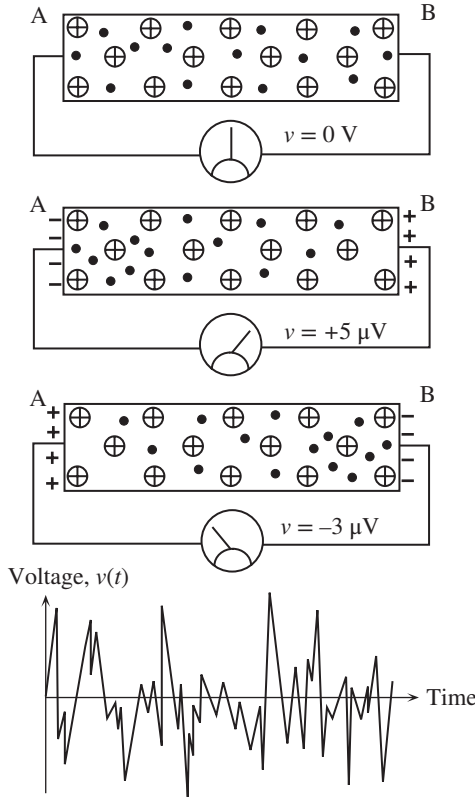 A B
v = 0 V
A B
v = +5 µV
A B
v = –3 µV
Voltage, v(t)
Time